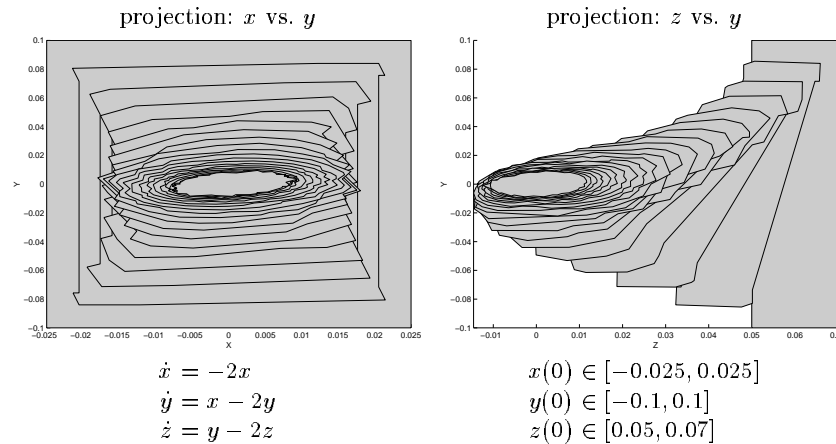 projection: x vs. y
0.1
0.08
0.06
0.04
0.02
0
−0.02
−0.04
−0.06
−0.08
−0.1
Y
−0.025 −0.02 −0.015 −0.01 −0.005 0 0.005 0.01 0.015 0.02 0.025
X
projection: z vs. y
0.1
0.08
0.06
0.04
0.02
0
−0.02
−0.04
−0.06
−0.08
−0.1
Y
−0.01 0 0.01 0.02 0.03 0.04 0.05 0.06 0.07
Z
ẋ = −2x
ẏ = x − 2y
ż = y − 2z
x(0) ∈ [−0.025, 0.025]
y(0) ∈ [−0.1, 0.1]
z(0) ∈ [0.05, 0.07]